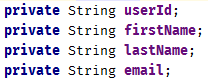 private String userId;
private String firstName;
private String lastName;
private String email;